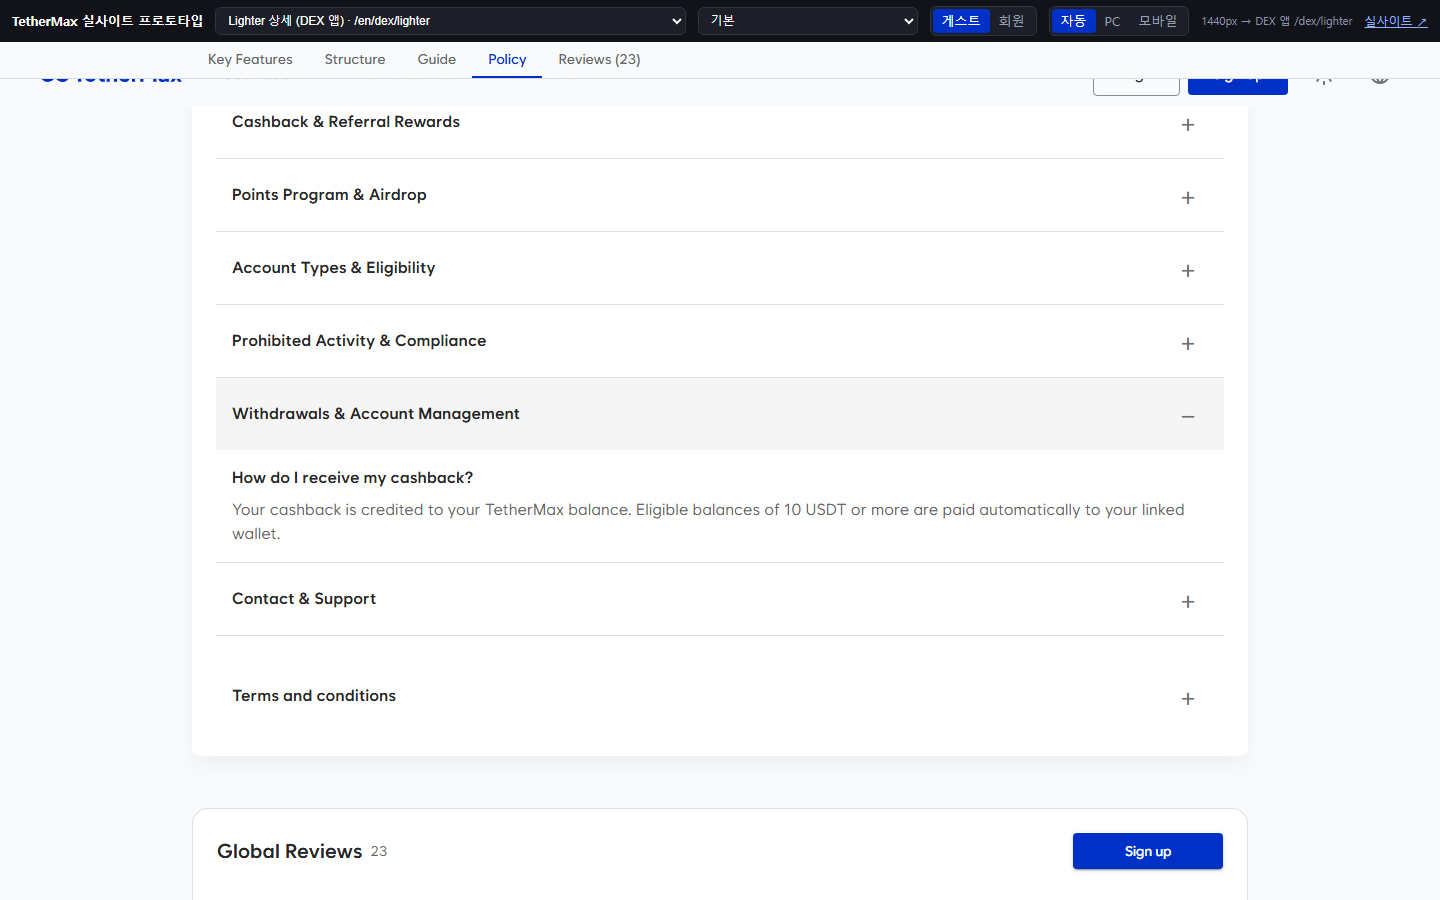 TetherMax 실사이트 프로토타입
Lighter 상세 (DEX 앱) · /en/dex/lighter
기본
게스트 회원
자동 PC 모바일
1440px → DEX 앱 /dex/lighter
실사이트 ↗
Key Features
Structure
Guide
Policy
Reviews (23)
Cashback & Referral Rewards
Points Program & Airdrop
Account Types & Eligibility
Prohibited Activity & Compliance
Withdrawals & Account Management
How do I receive my cashback?
Your cashback is credited to your TetherMax balance. Eligible balances of 10 USDT or more are paid automatically to your linked
wallet.
Contact & Support
Terms and conditions
Global Reviews 23
Sign up